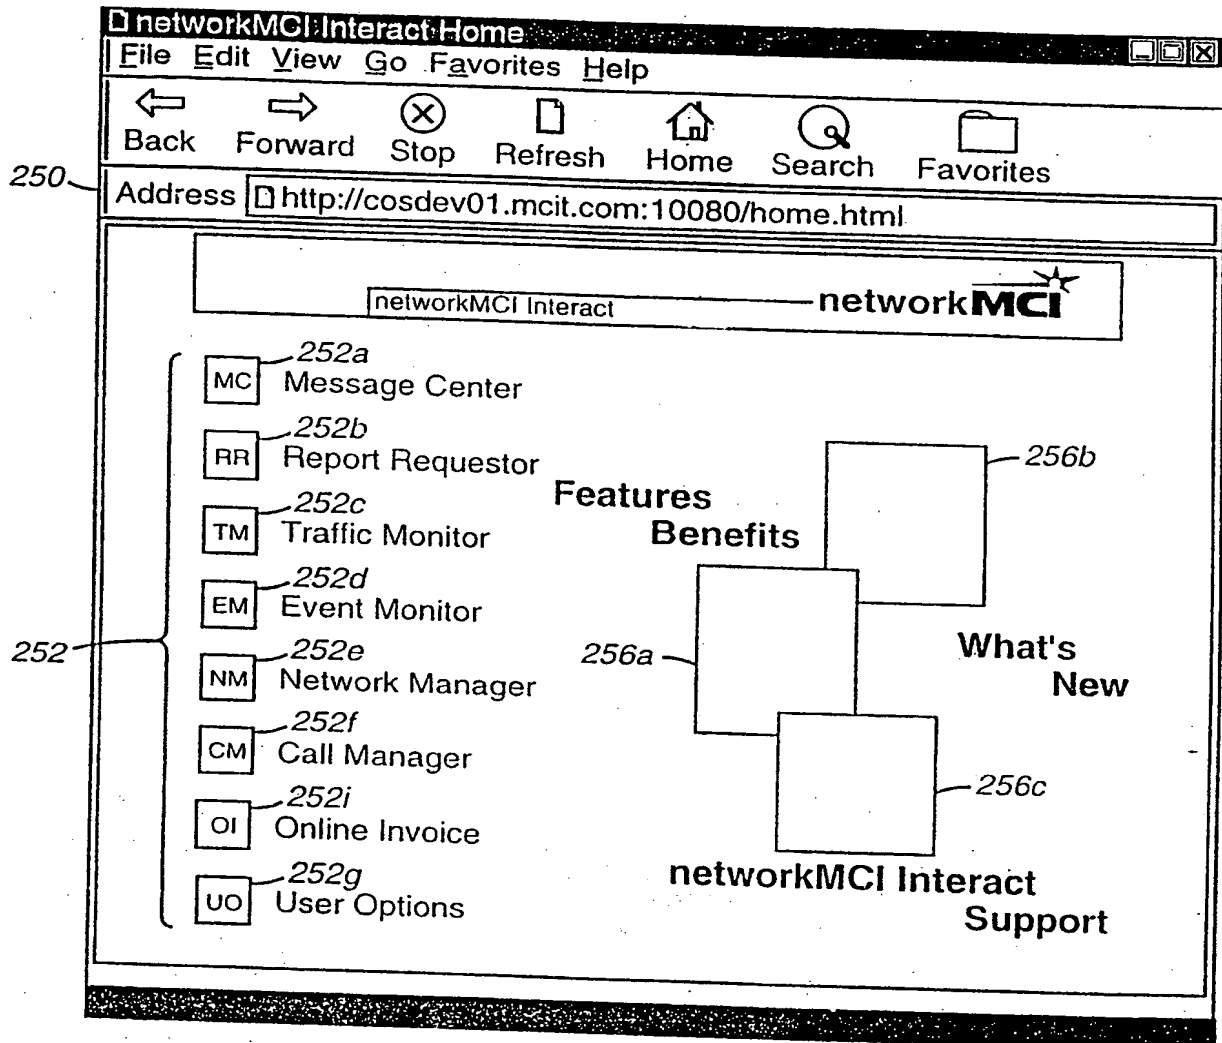 networkMCI Interact Home
File Edit View Go Favorites Help
Back Forward Stop Refresh Home Search Favorites
250
Address http://cosdev01.mcit.com:10080/home.html
networkMCI Interact
networkMCI
252
MC 252a Message Center
RR 252b Report Requestor
TM 252c Traffic Monitor
EM 252d Event Monitor
NM 252e Network Manager
CM 252f Call Manager
OI 252i Online Invoice
UO 252g User Options
Features
Benefits
256b
256a
What's
New
256c
networkMCI Interact
Support